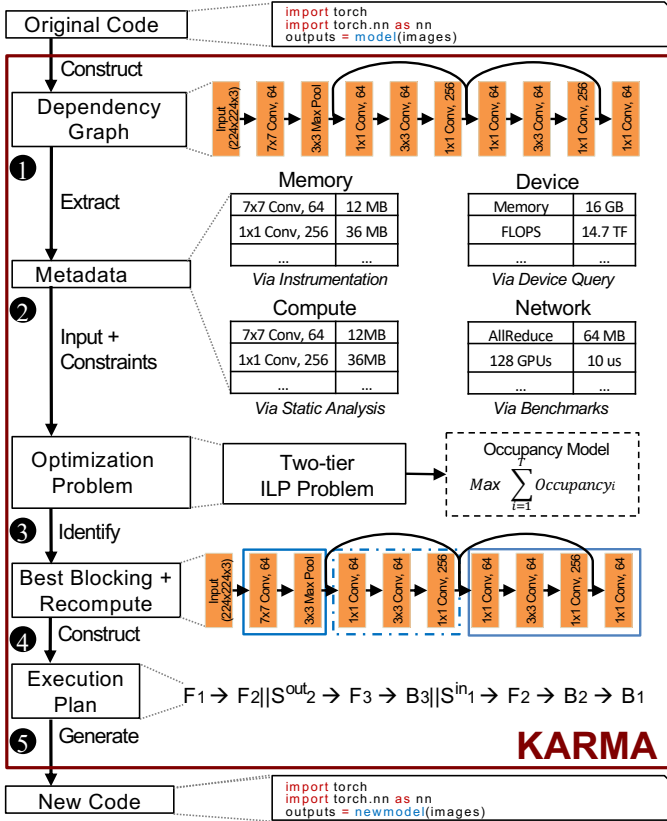 Original Code
import torch
import torch.nn as nn
outputs = model(images)
Construct
Dependency
Graph
Input
(224x224x3)
7x7 Conv, 64
3x3 Max Pool
1x1 Conv, 64
3x3 Conv, 64
1x1 Conv, 256
1x1 Conv, 64
3x3 Conv, 64
1x1 Conv, 256
1x1 Conv, 64
1
Extract
Memory
7x7 Conv, 64 12 MB
1x1 Conv, 256 36 MB
... ...
Via Instrumentation
Device
Memory 16 GB
FLOPS 14.7 TF
... ...
Via Device Query
Metadata
2
Input +
Constraints
Compute
7x7 Conv, 64 12MB
1x1 Conv, 256 36MB
... ...
Via Static Analysis
Network
AllReduce 64 MB
128 GPUs 10 us
... ...
Via Benchmarks
Optimization
Problem
Two-tier
ILP Problem
Occupancy Model
Max ∑ᵢ₌₁ᵀ Occupancyᵢ
3
Identify
Best Blocking +
Recompute
Input
(224x224x3)
7x7 Conv, 64
3x3 Max Pool
1x1 Conv, 64
3x3 Conv, 64
1x1 Conv, 256
1x1 Conv, 64
3x3 Conv, 64
1x1 Conv, 256
1x1 Conv, 64
4
Construct
Execution
Plan
F₁ → F₂||Sᵒᵘᵗ₂ → F₃ → B₃||Sⁱⁿ₁ → F₂ → B₂ → B₁
5
Generate
KARMA
New Code
import torch
import torch.nn as nn
outputs = newmodel(images)